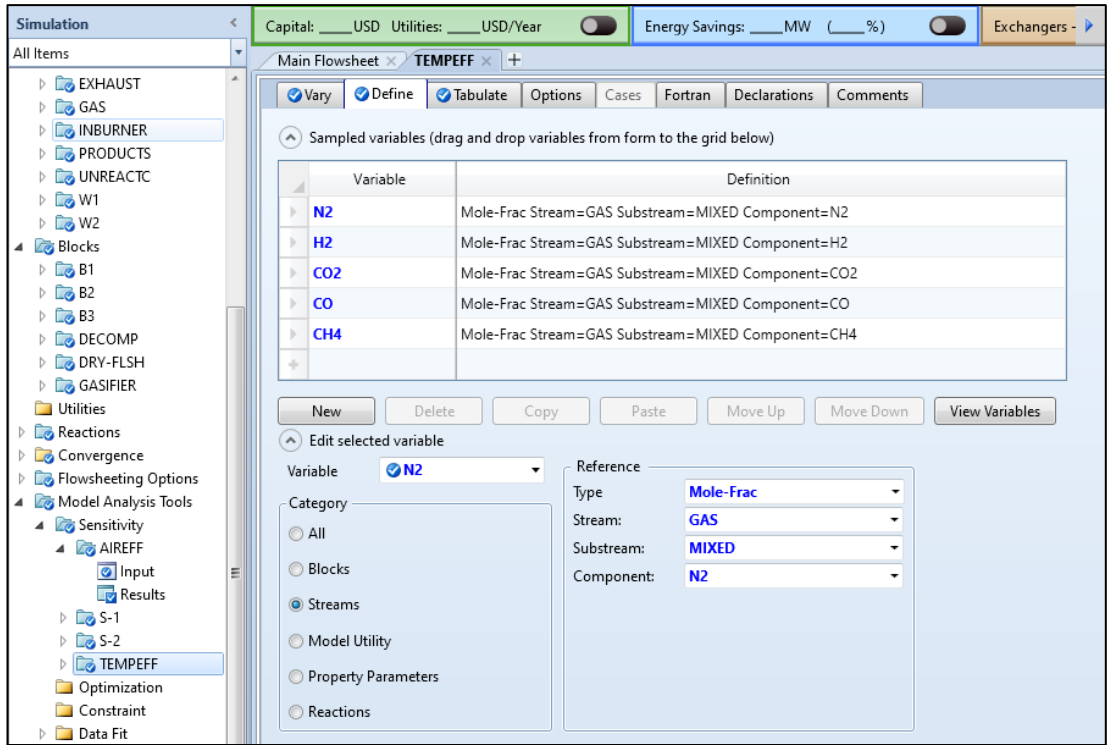 Simulation <
Capital: ____USD Utilities: ____USD/Year
Energy Savings: ____MW (____%)
Exchangers -
All Items
Main Flowsheet × TEMPEFF × +
EXHAUST
GAS
INBURNER
PRODUCTS
UNREACTC
W1
W2
Blocks
B1
B2
B3
DECOMP
DRY-FLSH
GASIFIER
Utilities
Reactions
Convergence
Flowsheeting Options
Model Analysis Tools
Sensitivity
AIREFF
Input
Results
S-1
S-2
TEMPEFF
Optimization
Constraint
Data Fit
Vary Define Tabulate Options Cases Fortran Declarations Comments
Sampled variables (drag and drop variables from form to the grid below)
Variable Definition
N2 Mole-Frac Stream=GAS Substream=MIXED Component=N2
H2 Mole-Frac Stream=GAS Substream=MIXED Component=H2
CO2 Mole-Frac Stream=GAS Substream=MIXED Component=CO2
CO Mole-Frac Stream=GAS Substream=MIXED Component=CO
CH4 Mole-Frac Stream=GAS Substream=MIXED Component=CH4
New Delete Copy Paste Move Up Move Down View Variables
Edit selected variable
Variable N2
Category
All
Blocks
Streams
Model Utility
Property Parameters
Reactions
Reference
Type Mole-Frac
Stream: GAS
Substream: MIXED
Component: N2